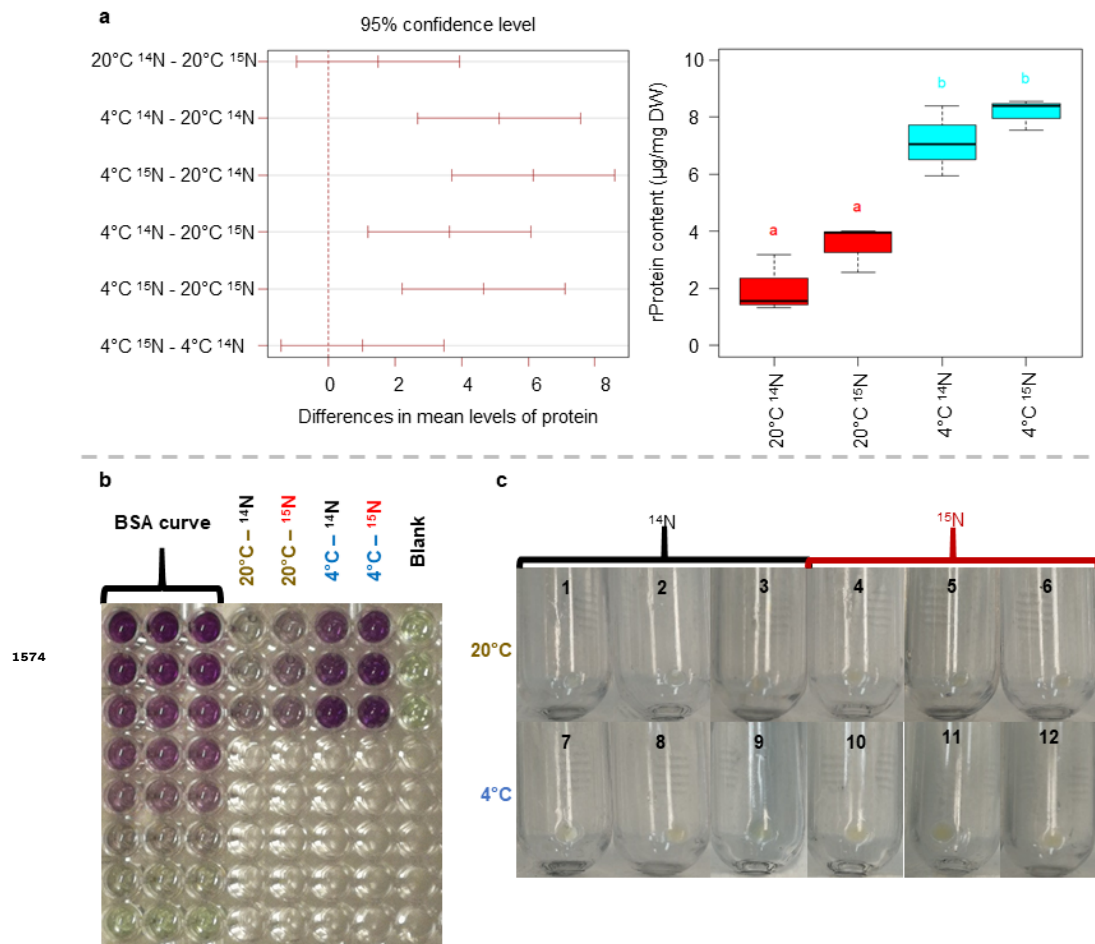 a
95% confidence level
20°C ¹⁴N - 20°C ¹⁵N
4°C ¹⁴N - 20°C ¹⁴N
4°C ¹⁵N - 20°C ¹⁴N
4°C ¹⁴N - 20°C ¹⁵N
4°C ¹⁵N - 20°C ¹⁵N
4°C ¹⁵N - 4°C ¹⁴N
0 2 4 6 8
Differences in mean levels of protein
rProtein content (µg/mg DW)
10
8
6
4
2
0
a
a
b
b
20°C ¹⁴N
20°C ¹⁵N
4°C ¹⁴N
4°C ¹⁵N
b
BSA curve
20°C – ¹⁴N
20°C – ¹⁵N
4°C – ¹⁴N
4°C – ¹⁵N
Blank
1574
c
¹⁴N ¹⁵N
1 2 3 4 5 6
20°C
7 8 9 10 11 12
4°C